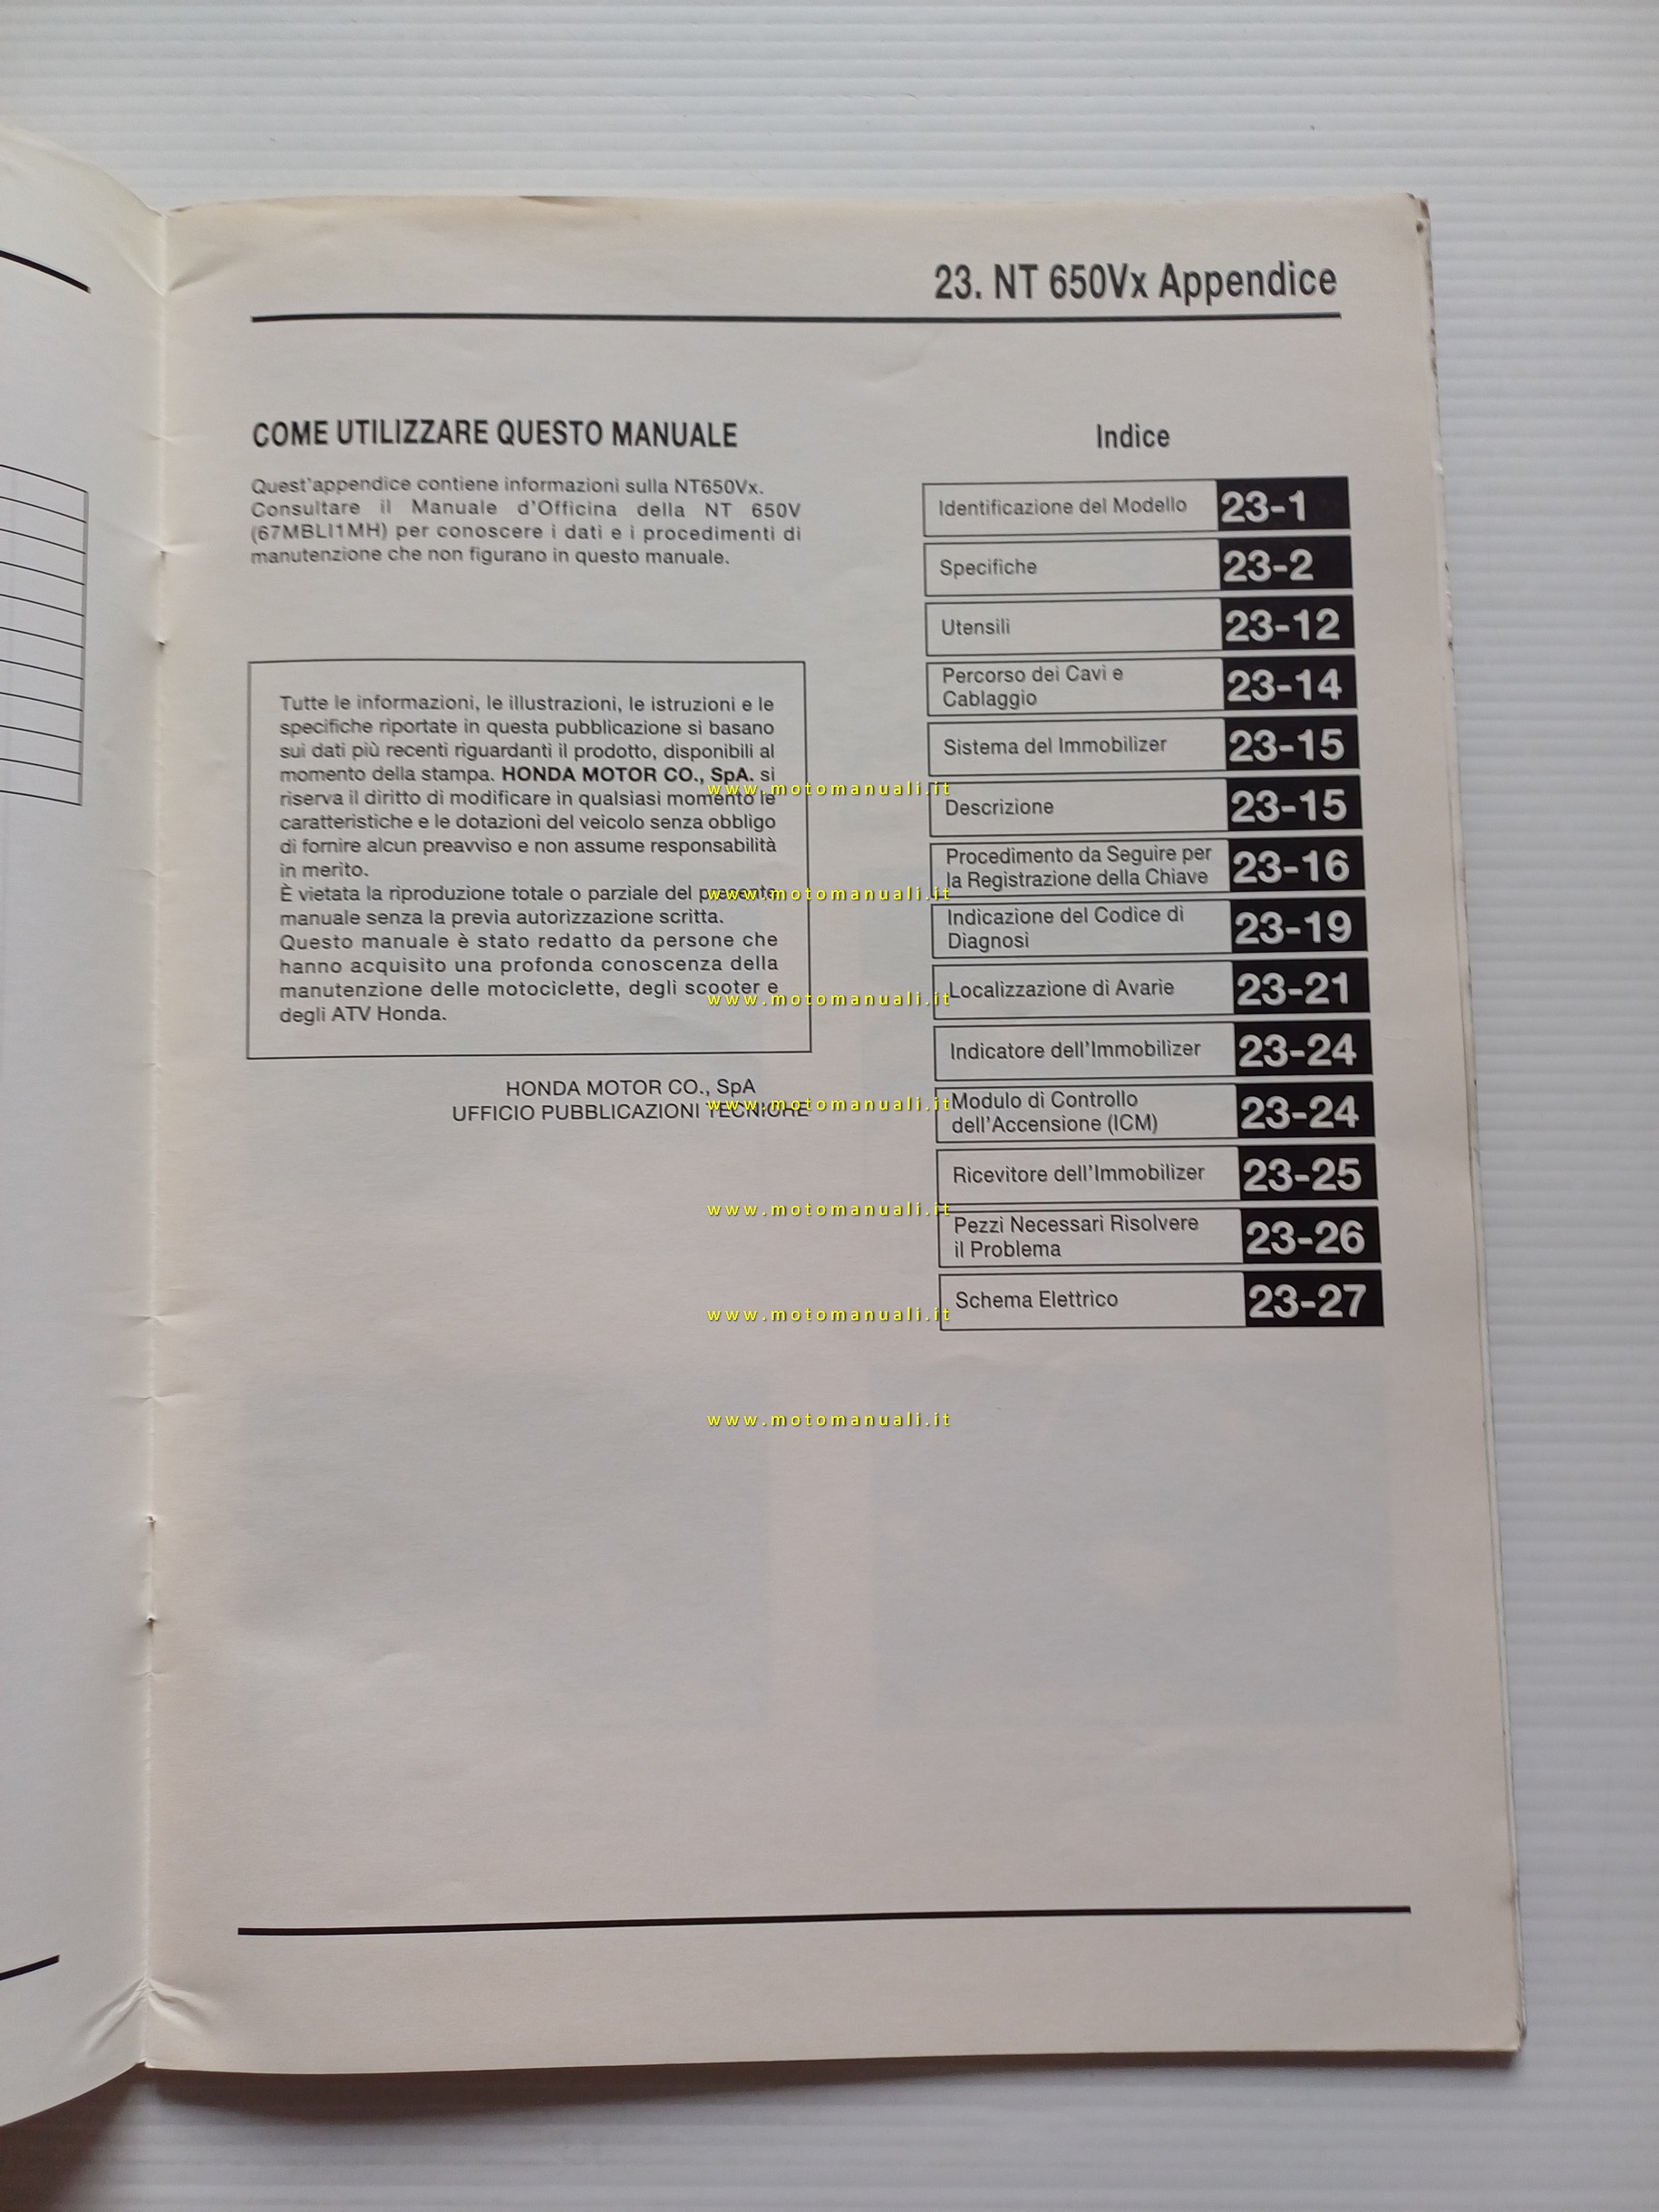 23. NT 650Vx Appendice
COME UTILIZZARE QUESTO MANUALE
Quest'appendice contiene informazioni sulla NT650Vx.
Consultare il Manuale d'Officina della NT 650V
(67MBLI1MH) per conoscere i dati e i procedimenti di
manutenzione che non figurano in questo manuale.
Tutte le informazioni, le illustrazioni, le istruzioni e le
specifiche riportate in questa pubblicazione si basano
sui dati più recenti riguardanti il prodotto, disponibili al
momento della stampa. HONDA MOTOR CO., SpA. si
riserva il diritto di modificare in qualsiasi momento le
caratteristiche e le dotazioni del veicolo senza obbligo
di fornire alcun preavviso e non assume responsabilità
in merito.
È vietata la riproduzione totale o parziale del presente
manuale senza la previa autorizzazione scritta.
Questo manuale è stato redatto da persone che
hanno acquisito una profonda conoscenza della
manutenzione delle motociclette, degli scooter e
degli ATV Honda.
HONDA MOTOR CO., SpA
UFFICIO PUBBLICAZIONI TECNICHE
Indice
Identificazione del Modello 23-1
Specifiche 23-2
Utensili 23-12
Percorso dei Cavi e
Cablaggio 23-14
Sistema del Immobilizer 23-15
Descrizione 23-15
Procedimento da Seguire per
la Registrazione della Chiave 23-16
Indicazione del Codice di
Diagnosi 23-19
Localizzazione di Avarie 23-21
Indicatore dell'Immobilizer 23-24
Modulo di Controllo
dell'Accensione (ICM) 23-24
Ricevitore dell'Immobilizer 23-25
Pezzi Necessari Risolvere
il Problema 23-26
Schema Elettrico 23-27
www.motomanuali.it
www.motomanuali.it
www.motomanuali.it
www.motomanuali.it
www.motomanuali.it
www.motomanuali.it
www.motomanuali.it